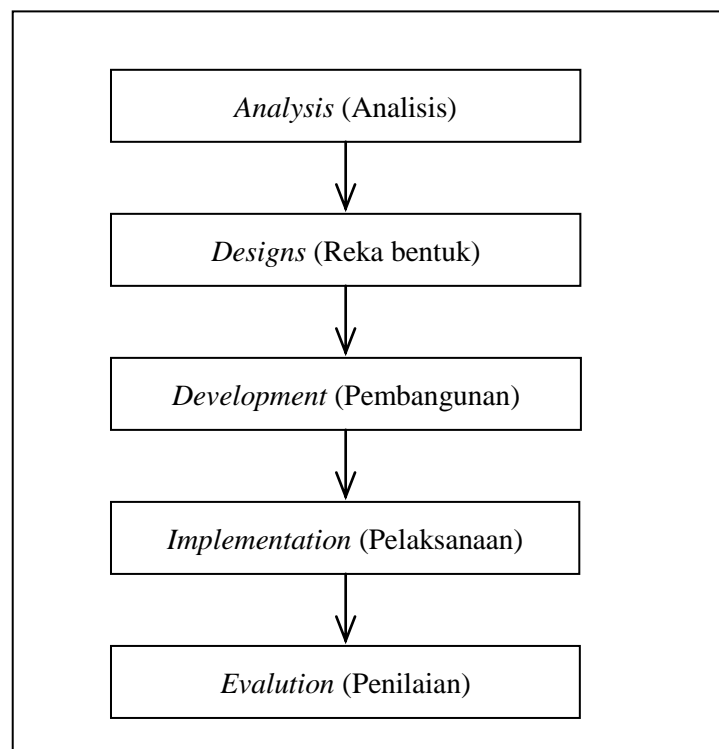 Analysis (Analisis)
Designs (Reka bentuk)
Development (Pembangunan)
Implementation (Pelaksanaan)
Evalution (Penilaian)